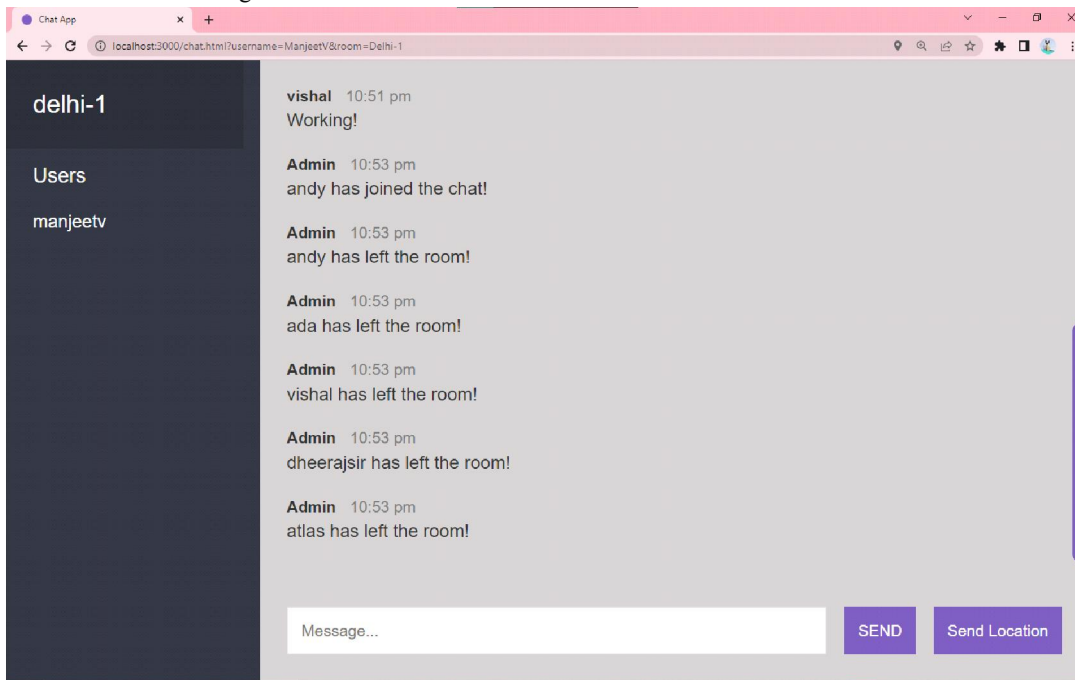 Chat App
localhost:3000/chat.html?username=ManjeetV&room=Delhi-1
delhi-1
Users
manjeetv
vishal 10:51 pm
Working!
Admin 10:53 pm
andy has joined the chat!
Admin 10:53 pm
andy has left the room!
Admin 10:53 pm
ada has left the room!
Admin 10:53 pm
vishal has left the room!
Admin 10:53 pm
dheerajsir has left the room!
Admin 10:53 pm
atlas has left the room!
Message... SEND Send Location